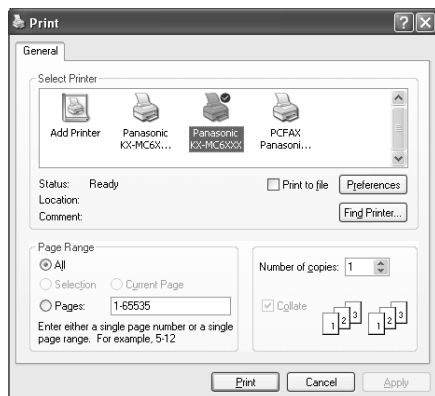 Print
General
Select Printer
Add Printer
Panasonic
KX-MC6X...
Panasonic
KX-MC6XXX
PCFAX
Panasoni...
Status: Ready
Location:
Comment:
Print to file
Preferences
Find Printer...
Page Range
All
Selection
Current Page
Pages: 1-65535
Enter either a single page number or a single
page range. For example, 5-12
Number of copies: 1
Collate
1 2 3 1 2 3
Print
Cancel
Apply